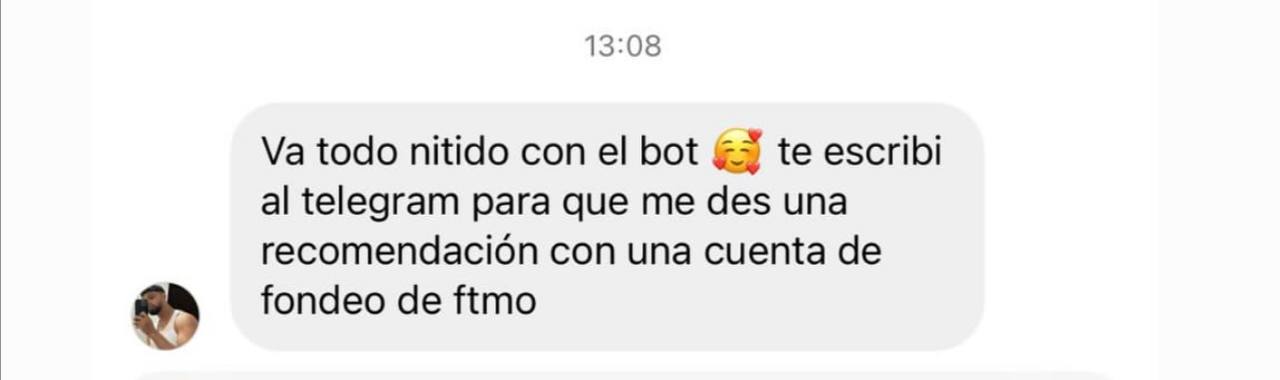 13:08
Va todo nitido con el bot 🥰 te escribi
al telegram para que me des una
recomendación con una cuenta de
fondeo de ftmo